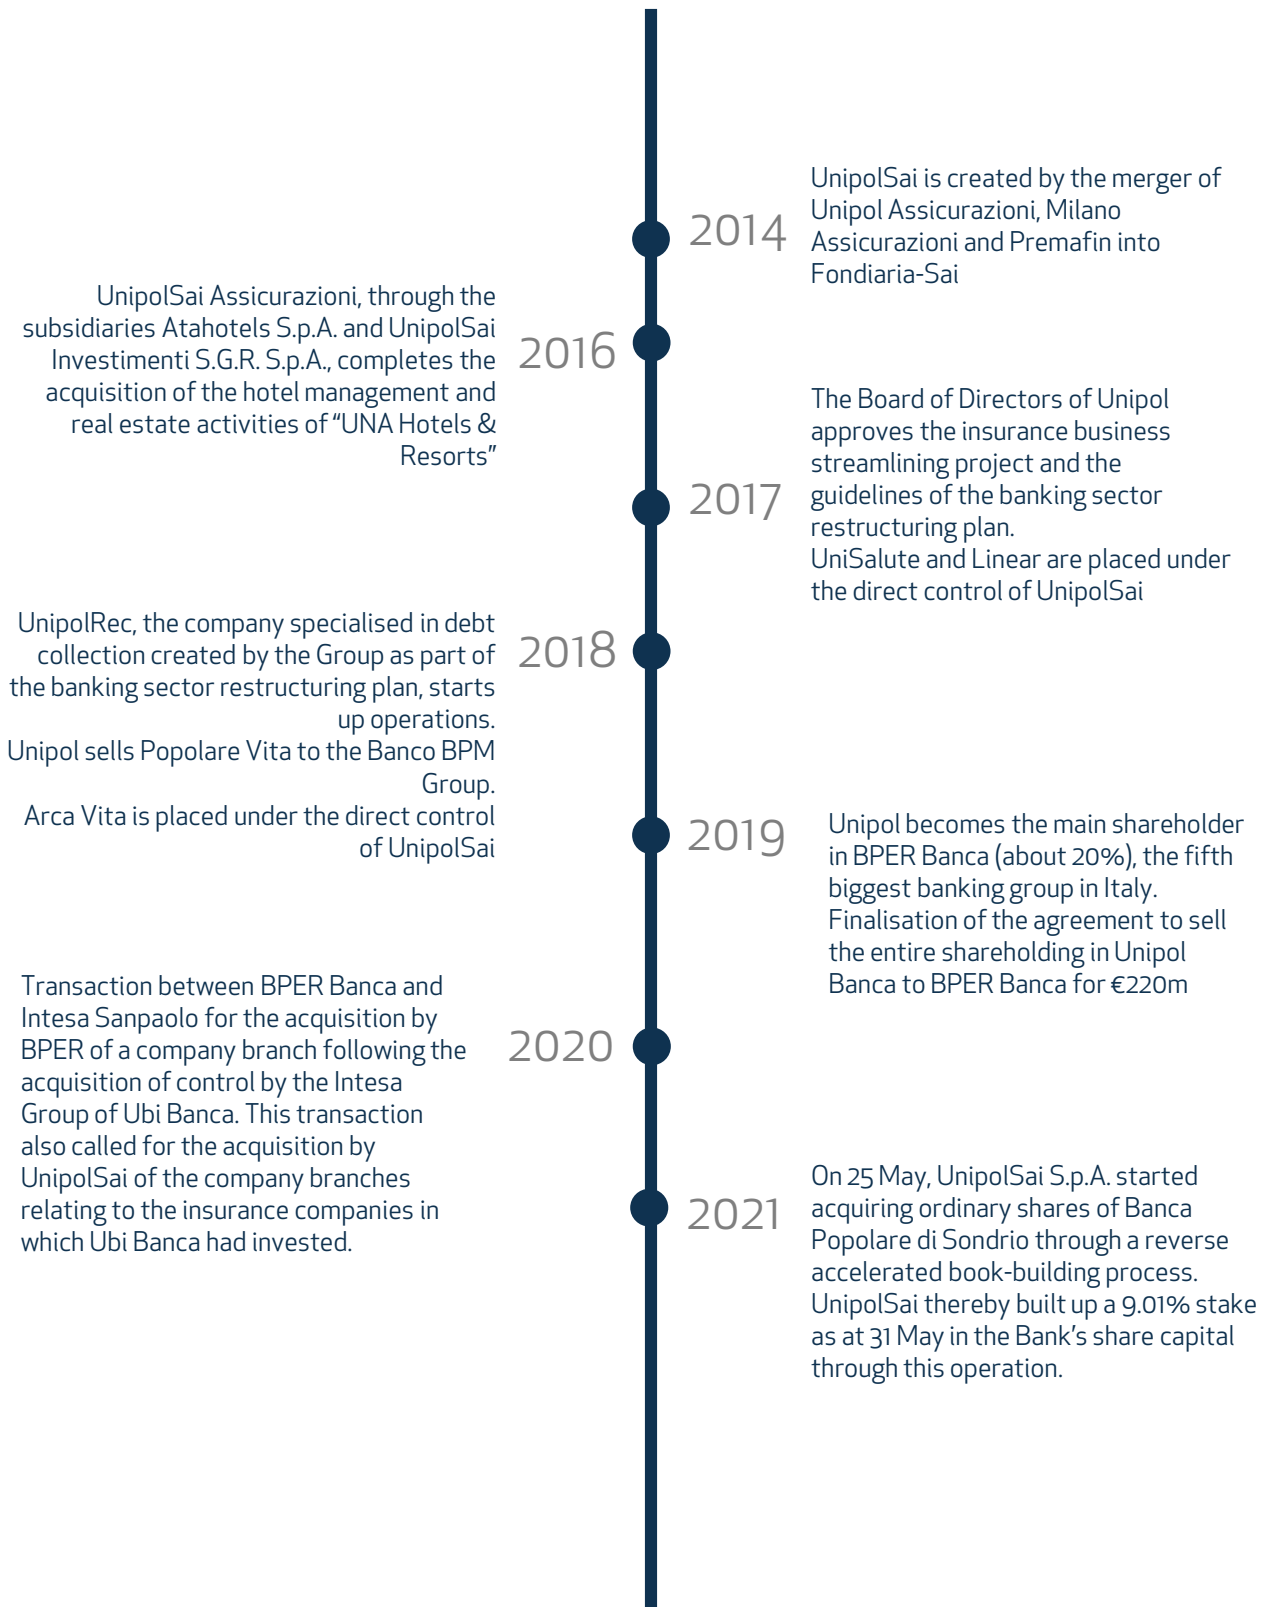 2014
UnipolSai is created by the merger of
Unipol Assicurazioni, Milano
Assicurazioni and Premafin into
Fondiaria-Sai
2016
UnipolSai Assicurazioni, through the
subsidiaries Atahotels S.p.A. and UnipolSai
Investimenti S.G.R. S.p.A., completes the
acquisition of the hotel management and
real estate activities of “UNA Hotels &
Resorts”
2017
The Board of Directors of Unipol
approves the insurance business
streamlining project and the
guidelines of the banking sector
restructuring plan.
UniSalute and Linear are placed under
the direct control of UnipolSai
2018
UnipolRec, the company specialised in debt
collection created by the Group as part of
the banking sector restructuring plan, starts
up operations.
Unipol sells Popolare Vita to the Banco BPM
Group.
Arca Vita is placed under the direct control
of UnipolSai
2019
Unipol becomes the main shareholder
in BPER Banca (about 20%), the fifth
biggest banking group in Italy.
Finalisation of the agreement to sell
the entire shareholding in Unipol
Banca to BPER Banca for €220m
2020
Transaction between BPER Banca and
Intesa Sanpaolo for the acquisition by
BPER of a company branch following the
acquisition of control by the Intesa
Group of Ubi Banca. This transaction
also called for the acquisition by
UnipolSai of the company branches
relating to the insurance companies in
which Ubi Banca had invested.
2021
On 25 May, UnipolSai S.p.A. started
acquiring ordinary shares of Banca
Popolare di Sondrio through a reverse
accelerated book-building process.
UnipolSai thereby built up a 9.01% stake
as at 31 May in the Bank’s share capital
through this operation.